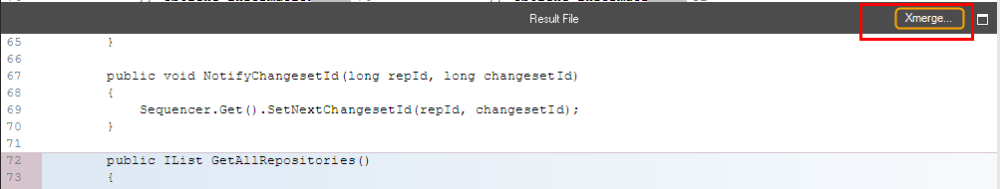 Result File
Xmerge...
65 }
66
67 public void NotifyChangesetId(long repId, long changesetId)
68 {
69 Sequencer.Get().SetNextChangesetId(repId, changesetId);
70 }
71
72 public IList GetAllRepositories()
73 {